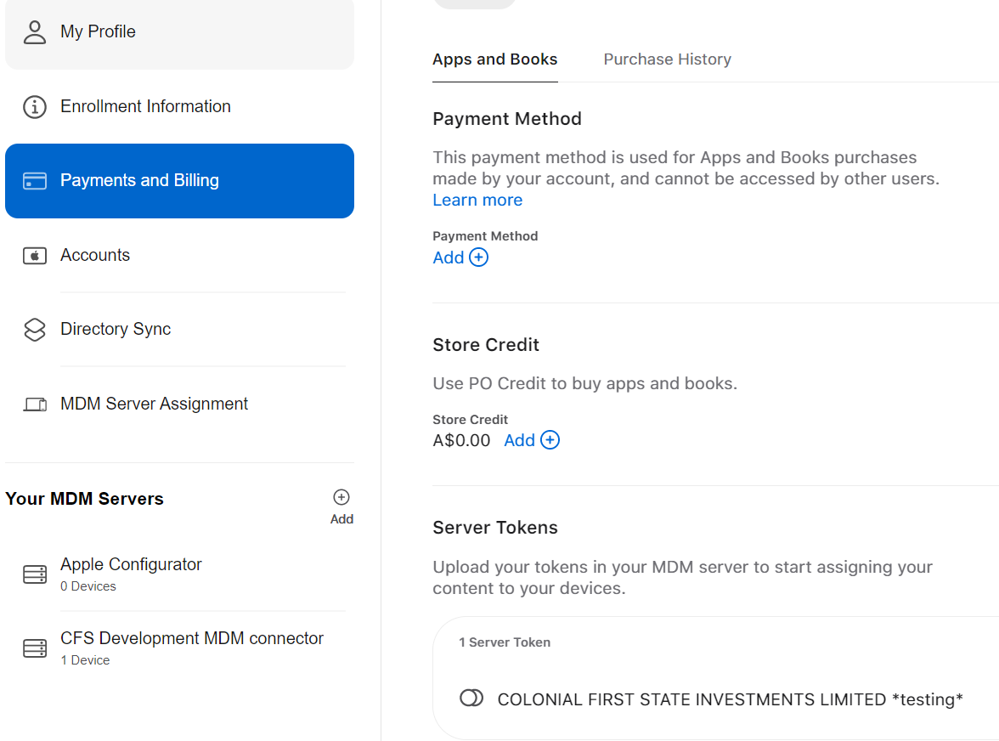 My Profile
Enrollment Information
Payments and Billing
Accounts
Directory Sync
MDM Server Assignment
Your MDM Servers
Add
Apple Configurator
0 Devices
CFS Development MDM connector
1 Device
Apps and Books
Purchase History
Payment Method
This payment method is used for Apps and Books purchases
made by your account, and cannot be accessed by other users.
Learn more
Payment Method
Add
Store Credit
Use PO Credit to buy apps and books.
Store Credit
A$0.00 Add
Server Tokens
Upload your tokens in your MDM server to start assigning your
content to your devices.
1 Server Token
COLONIAL FIRST STATE INVESTMENTS LIMITED *testing*